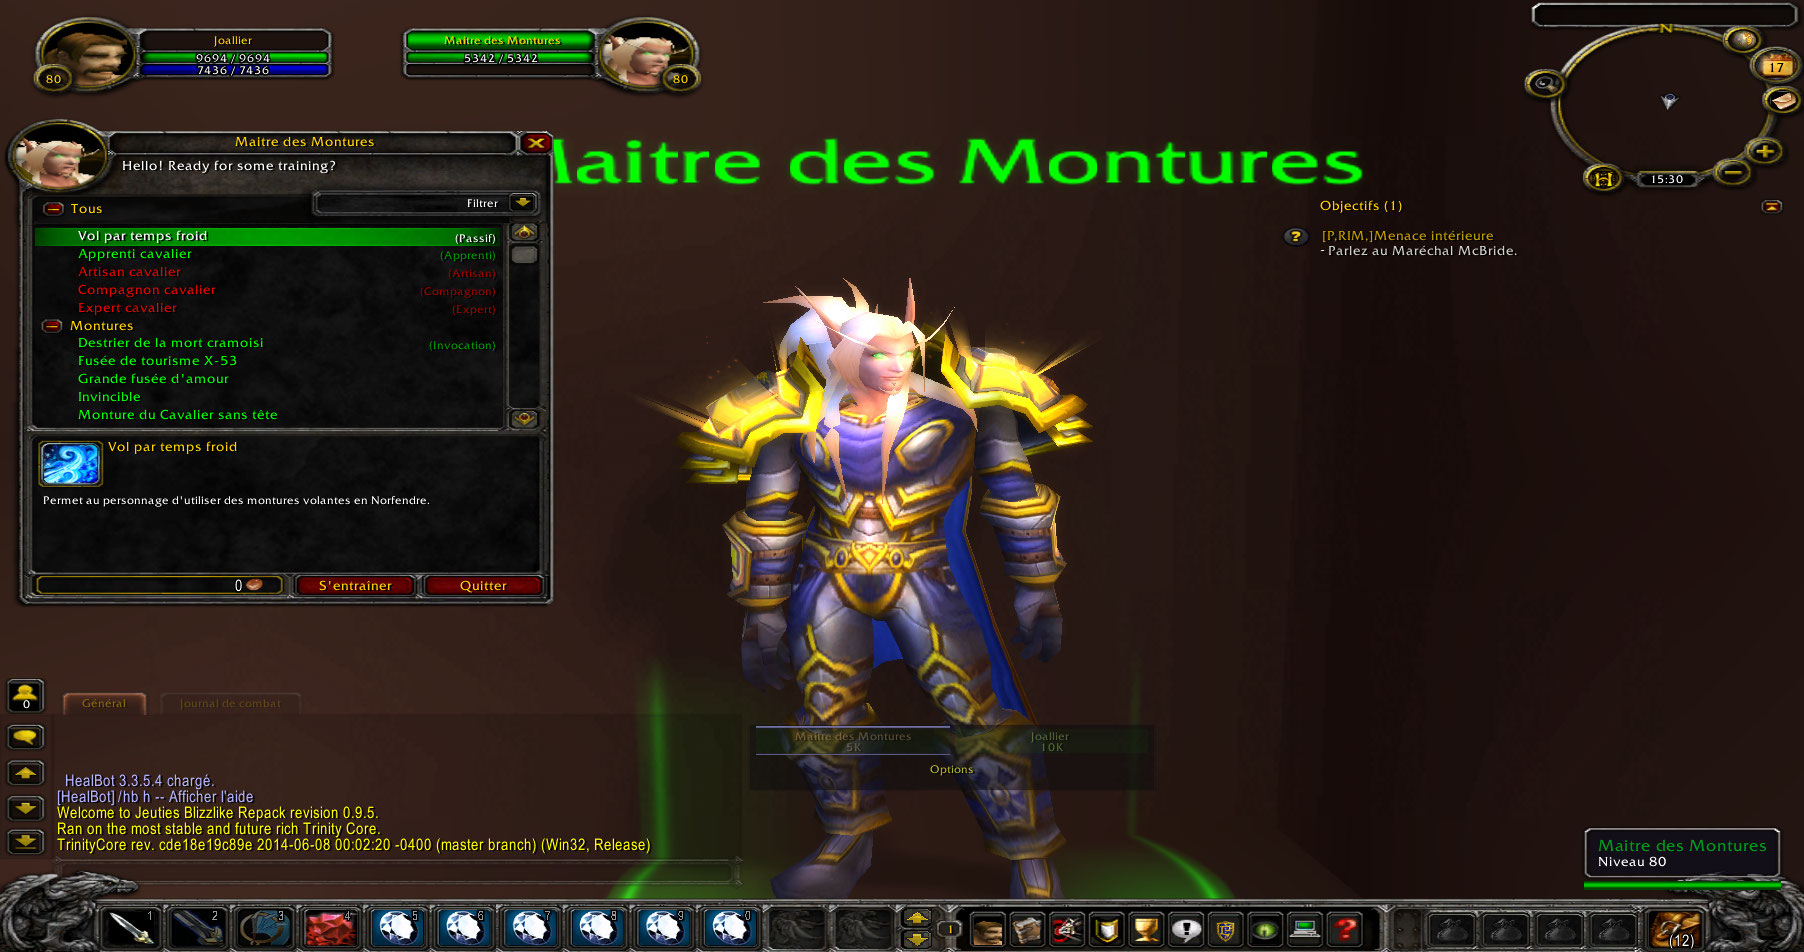 Joallier
9694 / 9694
7436 / 7436
80
Maitre des Montures
5342 / 5342
80
N
17
15:30
Maitre des Montures
Hello! Ready for some training?
Maitre des Montures
Filtrer
Tous
Vol par temps froid (Passif)
Apprenti cavalier (Apprenti)
Artisan cavalier (Artisan)
Compagnon cavalier (Compagnon)
Expert cavalier (Expert)
Montures
Destrier de la mort cramoisi (Invocation)
Fusée de tourisme X-53
Grande fusée d'amour
Invincible
Monture du Cavalier sans tête
Vol par temps froid
Permet au personnage d'utiliser des montures volantes en Norfendre.
0
S'entraîner
Quitter
Objectifs (1)
[P,RIM,]Menace intérieure
- Parlez au Maréchal McBride.
0
Général
Journal de combat
HealBot 3.3.5.4 chargé.
[HealBot] /hb h -- Afficher l'aide
Welcome to Jeuties Blizzlike Repack revision 0.9.5.
Ran on the most stable and future rich Trinity Core.
TrinityCore rev. cde18e19c89e 2014-06-08 00:02:20 -0400 (master branch) (Win32, Release)
Maitre des Montures
5K
Joallier
10K
Options
Maitre des Montures
Niveau 80
1 2 3 4 5 6 7 8 9 0
1
(12)